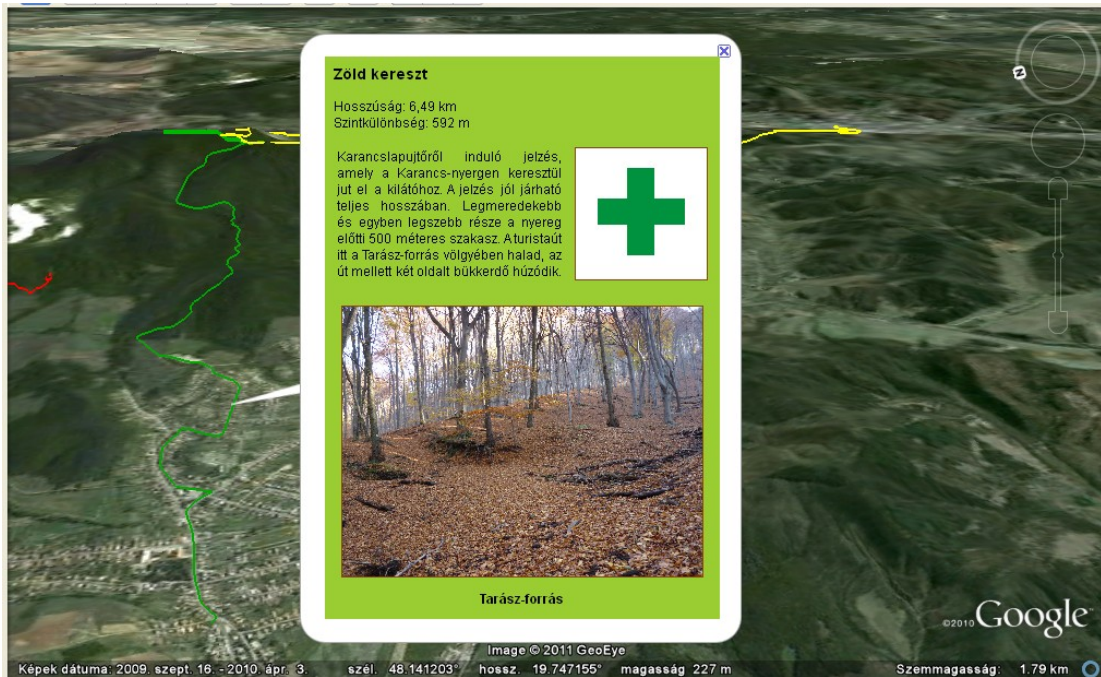 Zöld kereszt
Hosszúság: 6,49 km
Szintkülönbség: 592 m
Karancslapujtőről induló jelzés,
amely a Karancs-nyergen keresztül
jut el a kilátóhoz. A jelzés jól járható
teljes hosszában. Legmeredekebb
és egyben legszebb része a nyereg
előtti 500 méteres szakasz. A turistaút
itt a Tarász-forrás völgyében halad, az
út mellett két oldalt bükkerdő húzódik.
Tarász-forrás
N
©2010 Google
Image © 2011 GeoEye
Képek dátuma: 2009. szept. 16. - 2010. ápr. 3. szél. 48.141203° hossz. 19.747155° magasság 227 m Szemmagasság: 1.79 km